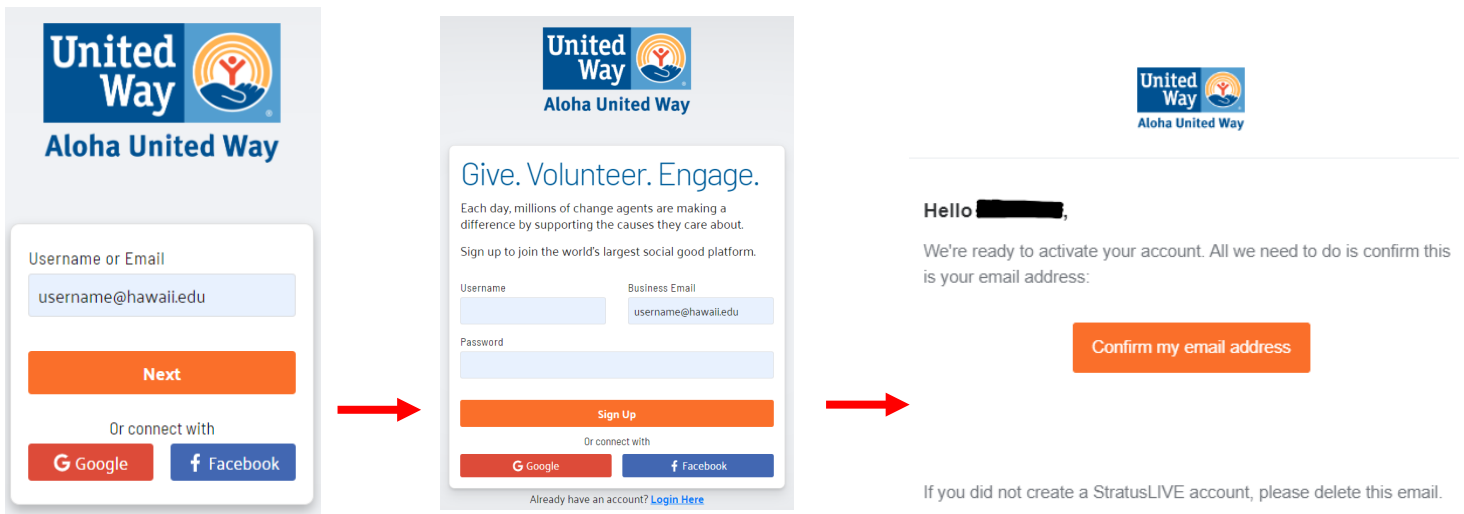 United
Way
Aloha United Way
Username or Email
username@hawaii.edu
Next
Or connect with
G Google
f Facebook
United
Way
Aloha United Way
Give. Volunteer. Engage.
Each day, millions of change agents are making a
difference by supporting the causes they care about.
Sign up to join the world's largest social good platform.
Username
Business Email
username@hawaii.edu
Password
Sign Up
Or connect with
G Google
f Facebook
Already have an account? Login Here
United
Way
Aloha United Way
Hello ,
We're ready to activate your account. All we need to do is confirm this
is your email address:
Confirm my email address
If you did not create a StratusLIVE account, please delete this email.